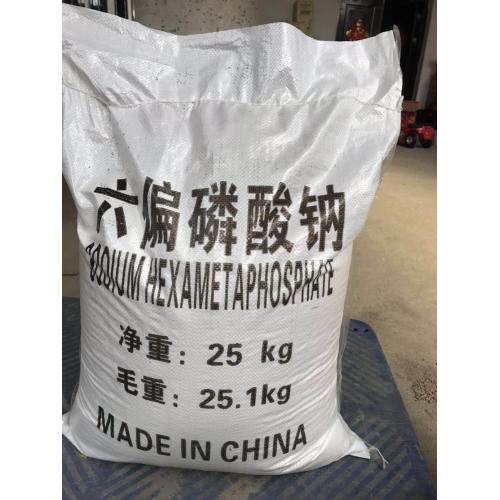 六偏磷酸钠
SODIUM HEXAMETAPHOSPHATE
净重：25 kg
毛重：25.1kg
MADE IN CHINA